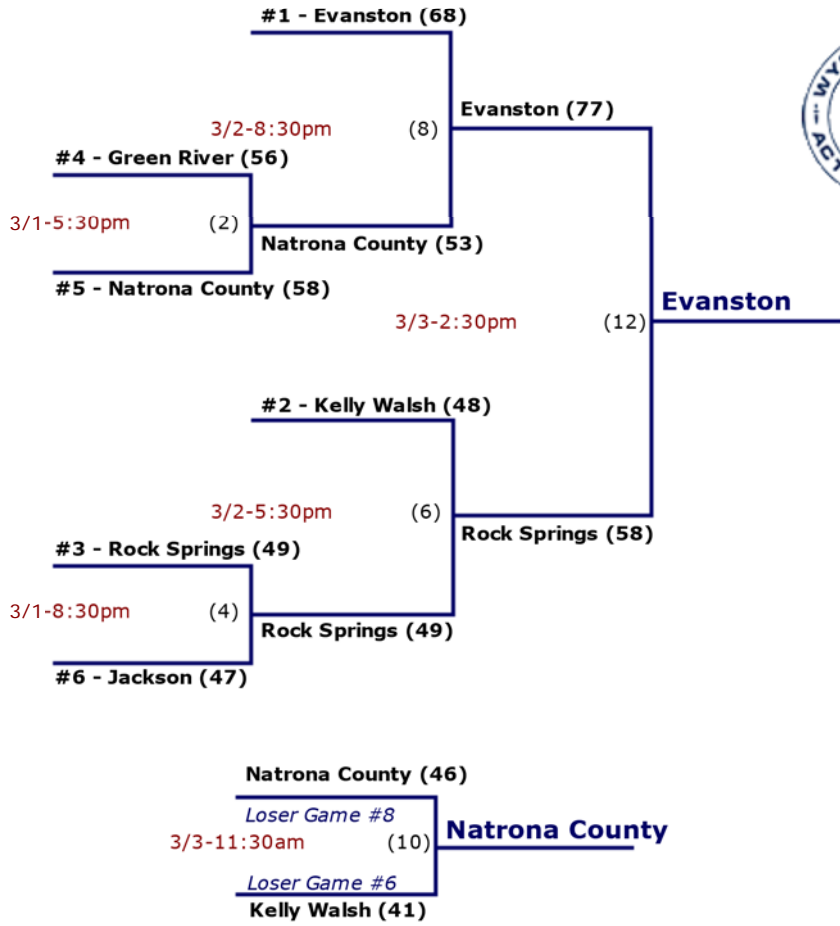 #1 - Evanston (68)
Evanston (77)
3/2-8:30pm
(8)
#4 - Green River (56)
3/1-5:30pm
(2)
Natrona County (53)
#5 - Natrona County (58)
Evanston
3/3-2:30pm
(12)
#2 - Kelly Walsh (48)
3/2-5:30pm
(6)
Rock Springs (58)
#3 - Rock Springs (49)
3/1-8:30pm
(4)
Rock Springs (49)
#6 - Jackson (47)
Natrona County (46)
Loser Game #8
3/3-11:30am
(10)
Natrona County
Loser Game #6
Kelly Walsh (41)